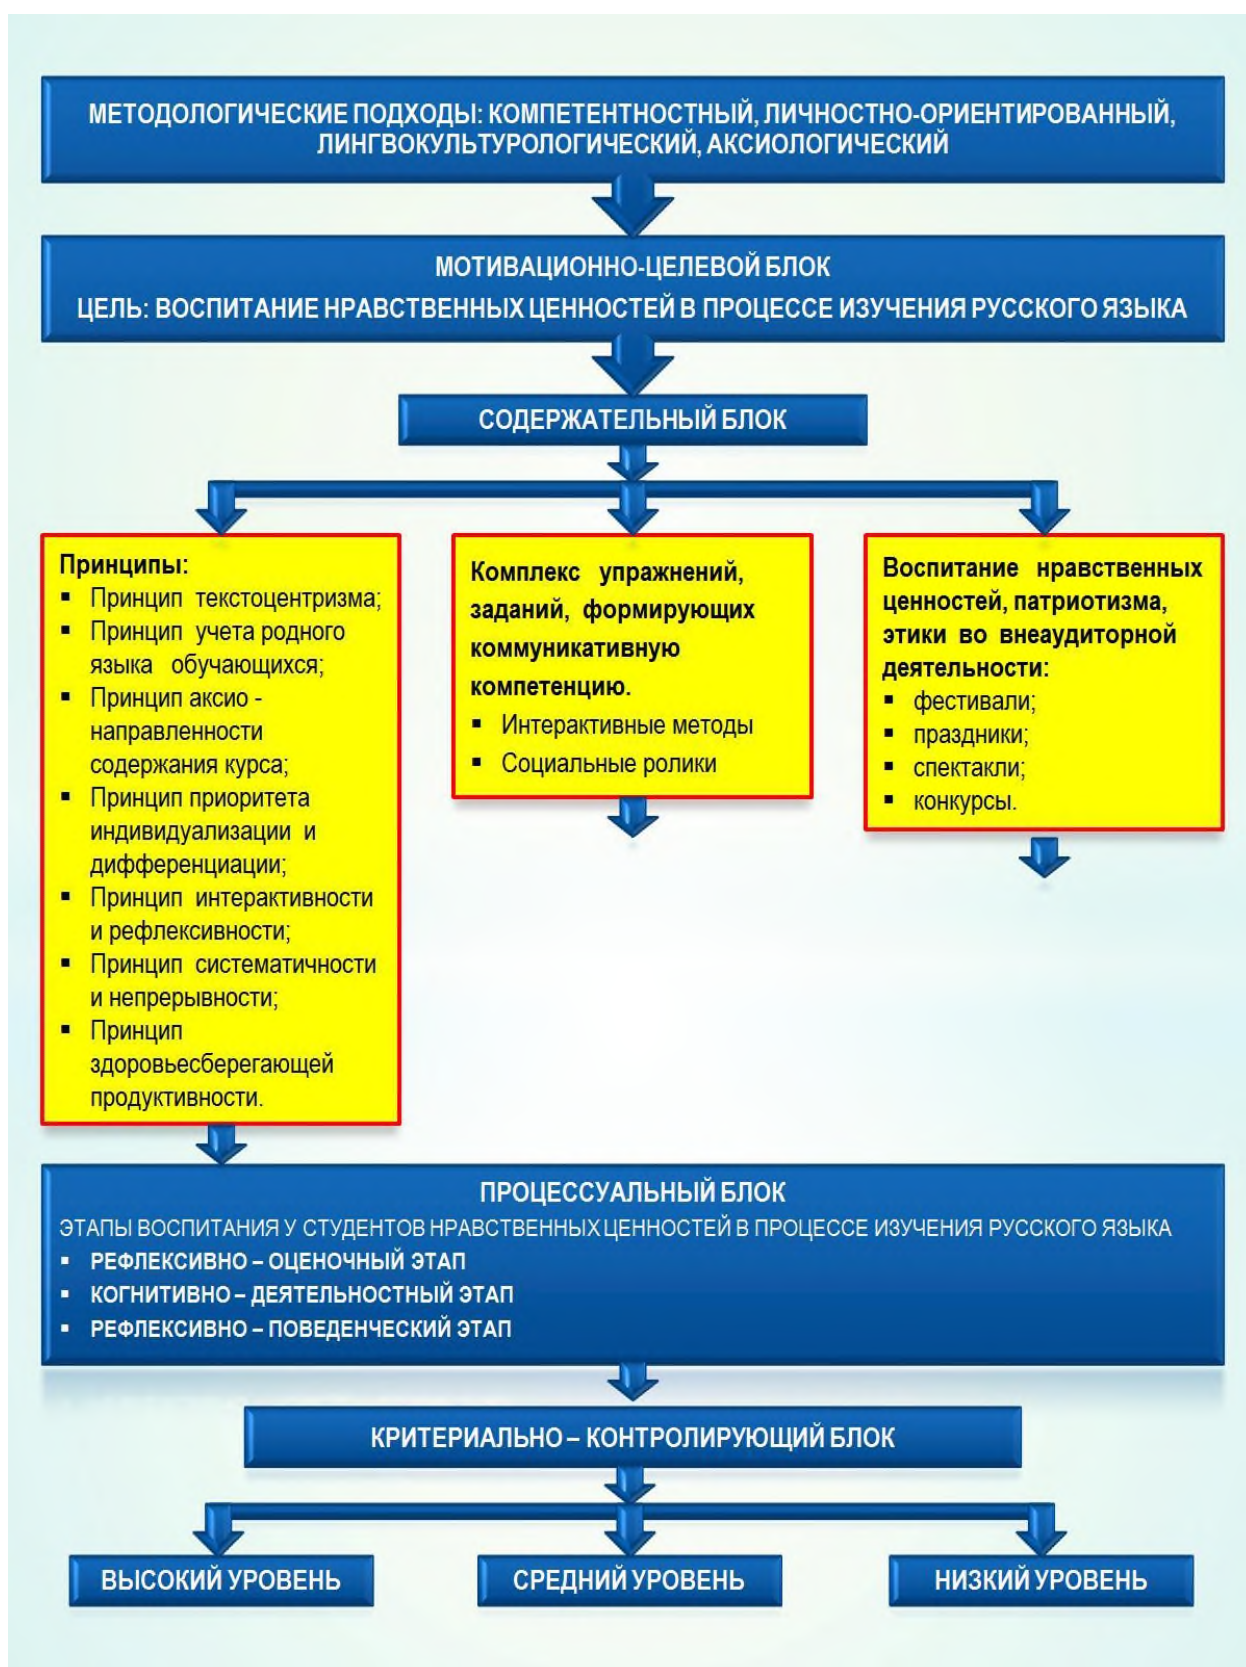 МЕТОДОЛОГИЧЕСКИЕ ПОДХОДЫ: КОМПЕТЕНТНОСТНЫЙ, ЛИЧНОСТНО-ОРИЕНТИРОВАННЫЙ,
ЛИНГВОКУЛЬТУРОЛОГИЧЕСКИЙ, АКСИОЛОГИЧЕСКИЙ
МОТИВАЦИОННО-ЦЕЛЕВОЙ БЛОК
ЦЕЛЬ: ВОСПИТАНИЕ НРАВСТВЕННЫХ ЦЕННОСТЕЙ В ПРОЦЕССЕ ИЗУЧЕНИЯ РУССКОГО ЯЗЫКА
СОДЕРЖАТЕЛЬНЫЙ БЛОК
Принципы:
▪ Принцип текстоцентризма;
▪ Принцип учета родного
языка обучающихся;
▪ Принцип аксио -
направленности
содержания курса;
▪ Принцип приоритета
индивидуализации и
дифференциации;
▪ Принцип интерактивности
и рефлексивности;
▪ Принцип систематичности
и непрерывности;
▪ Принцип
здоровьесберегающей
продуктивности.
Комплекс упражнений,
заданий, формирующих
коммуникативную
компетенцию.
▪ Интерактивные методы
▪ Социальные ролики
Воспитание нравственных
ценностей, патриотизма,
этики во внеаудиторной
деятельности:
▪ фестивали;
▪ праздники;
▪ спектакли;
▪ конкурсы.
ПРОЦЕССУАЛЬНЫЙ БЛОК
ЭТАПЫ ВОСПИТАНИЯ У СТУДЕНТОВ НРАВСТВЕННЫХ ЦЕННОСТЕЙ В ПРОЦЕССЕ ИЗУЧЕНИЯ РУССКОГО ЯЗЫКА
▪ РЕФЛЕКСИВНО – ОЦЕНОЧНЫЙ ЭТАП
▪ КОГНИТИВНО – ДЕЯТЕЛЬНОСТНЫЙ ЭТАП
▪ РЕФЛЕКСИВНО – ПОВЕДЕНЧЕСКИЙ ЭТАП
КРИТЕРИАЛЬНО – КОНТРОЛИРУЮЩИЙ БЛОК
ВЫСОКИЙ УРОВЕНЬ
СРЕДНИЙ УРОВЕНЬ
НИЗКИЙ УРОВЕНЬ